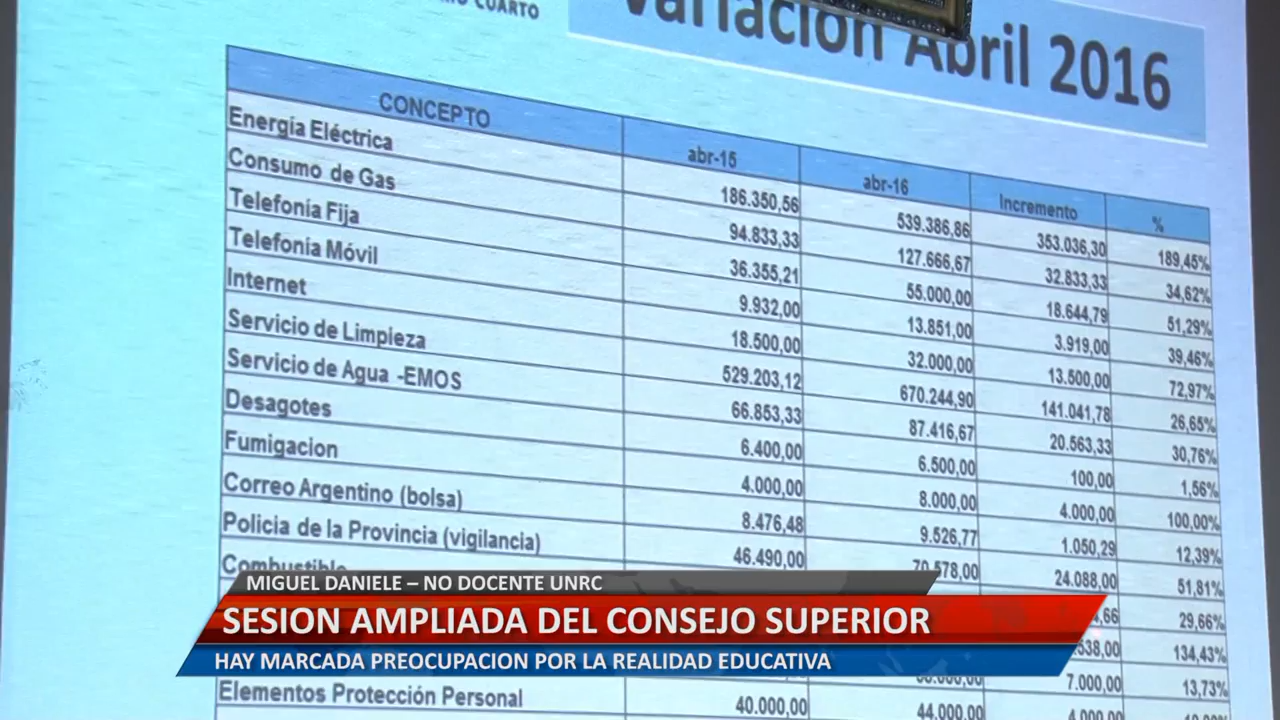 CUARTO
Variación Abril 2016
CONCEPTO abr-15 abr-16 Incremento %
Energía Eléctrica 186.350,56 539.386,86 353.036,30 189,45%
Consumo de Gas 94.833,33 127.666,67 32.833,33 34,62%
Telefonía Fija 36.355,21 55.000,00 18.644,79 51,29%
Telefonía Móvil 9.932,00 13.851,00 3.919,00 39,46%
Internet 18.500,00 32.000,00 13.500,00 72,97%
Servicio de Limpieza 529.203,12 670.244,90 141.041,78 26,65%
Servicio de Agua -EMOS 66.853,33 87.416,67 20.563,33 30,76%
Desagotes 6.400,00 6.500,00 100,00 1,56%
Fumigacion 4.000,00 8.000,00 4.000,00 100,00%
Correo Argentino (bolsa) 8.476,48 9.526,77 1.050,29 12,39%
Policia de la Provincia (vigilancia) 46.490,00 70.578,00 24.088,00 51,81%
Combustible 29,66%
134,43%
7.000,00 13,73%
Elementos Protección Personal 40.000,00 44.000,00 4.000,00
MIGUEL DANIELE – NO DOCENTE UNRC
SESION AMPLIADA DEL CONSEJO SUPERIOR
HAY MARCADA PREOCUPACION POR LA REALIDAD EDUCATIVA